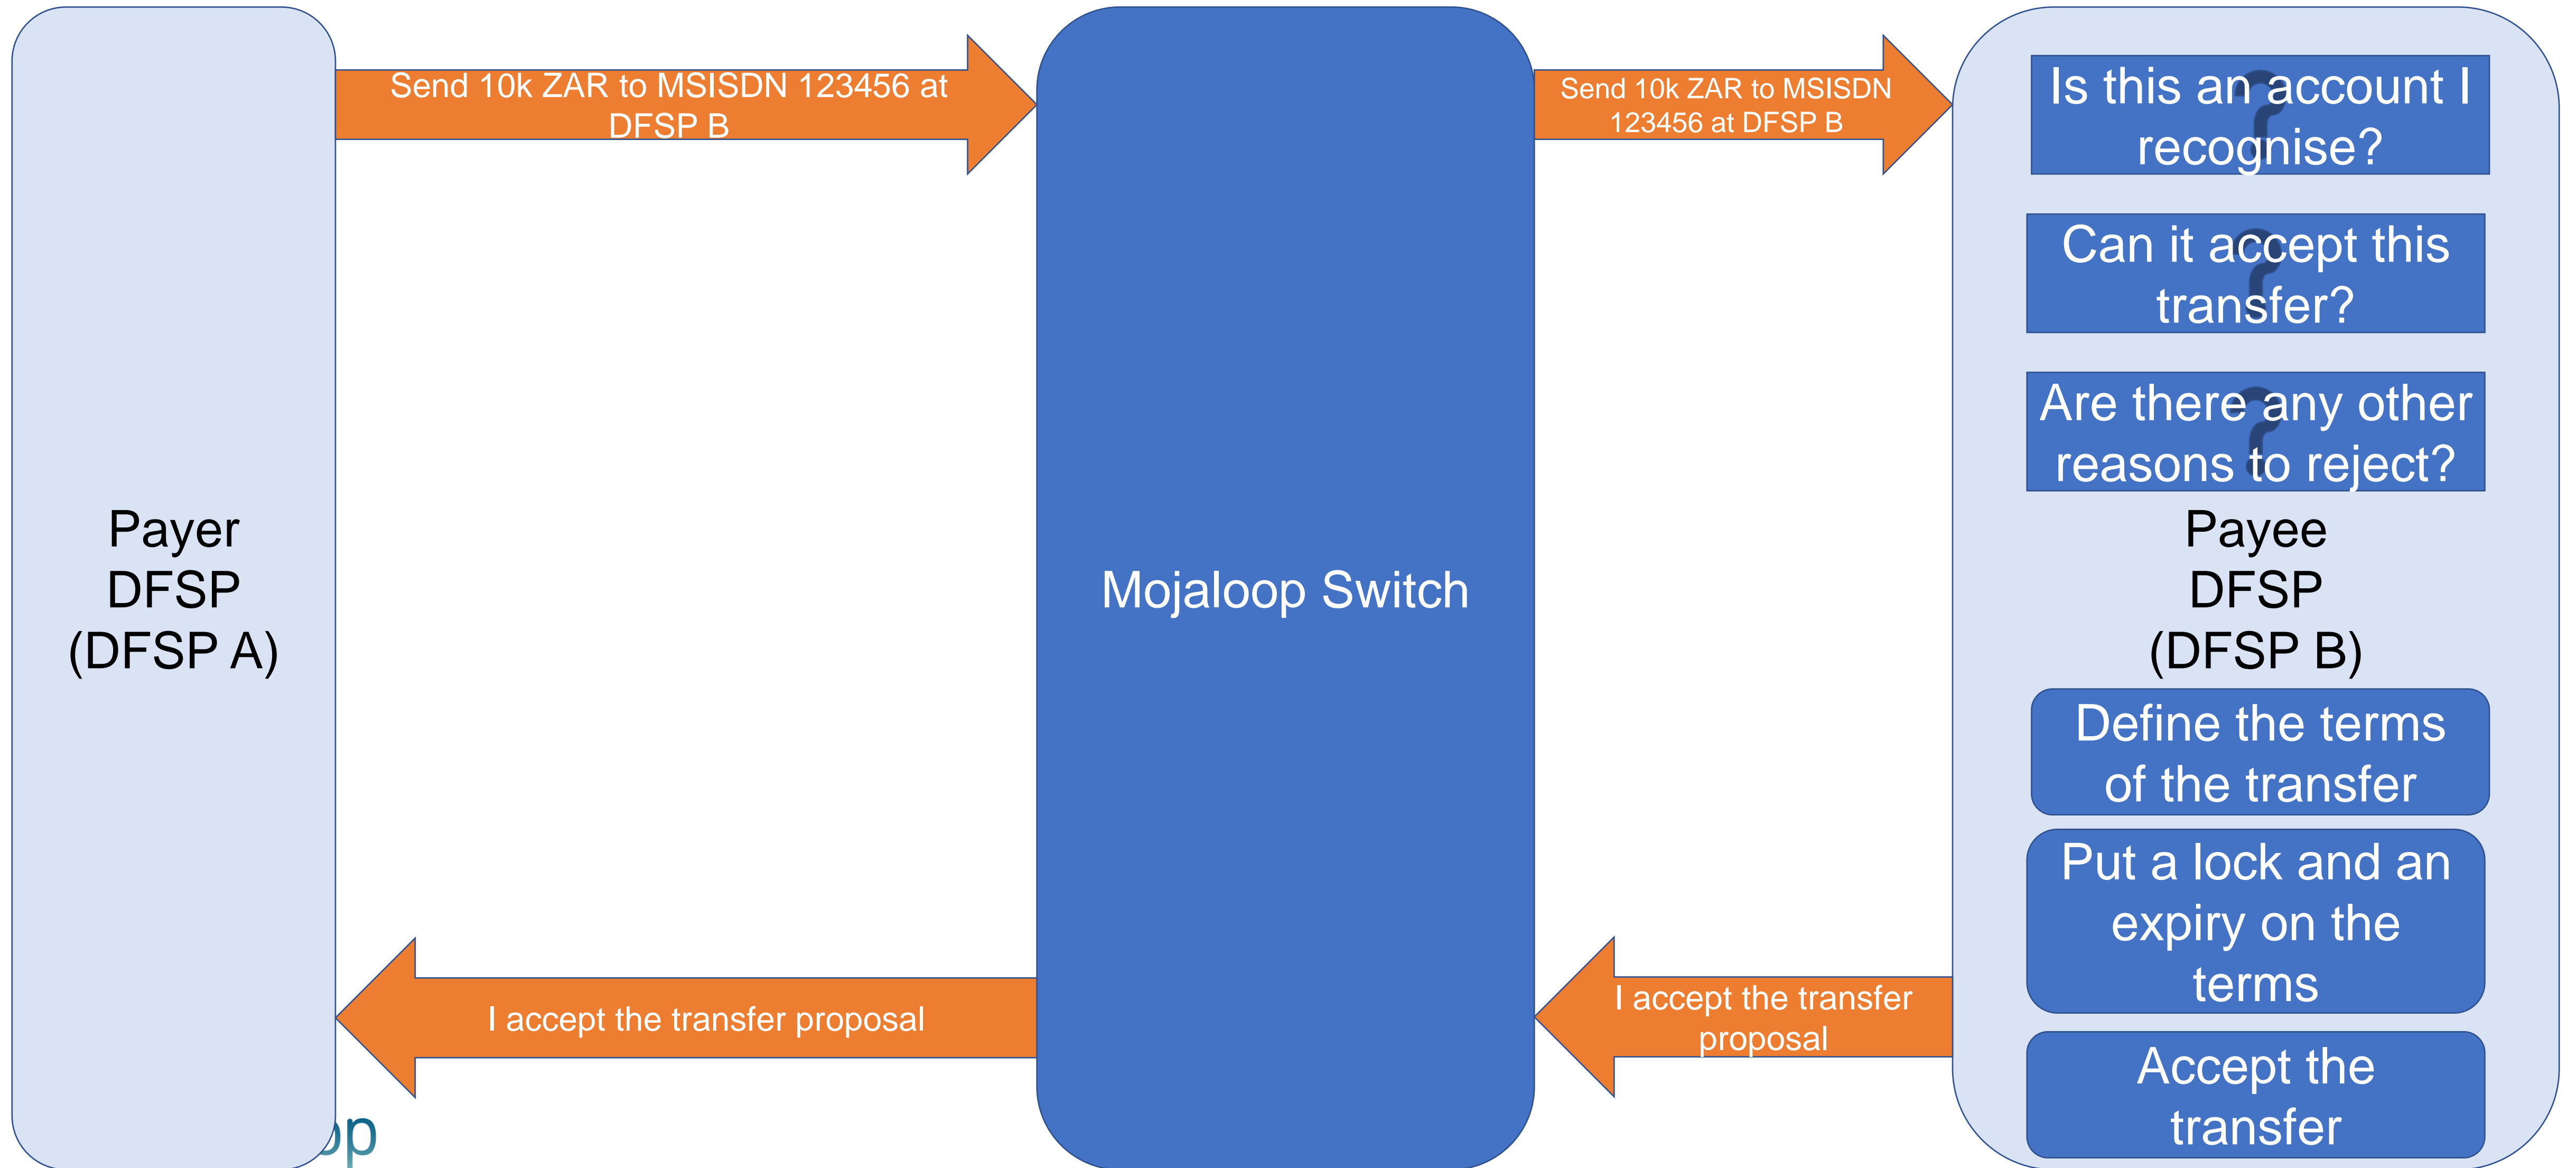 Send 10k ZAR to MSISDN 123456 at
DFSP B
Send 10k ZAR to MSISDN
123456 at DFSP B
Is this an account I
recognise?
Can it accept this
transfer?
Are there any other
reasons to reject?
Payer
DFSP
(DFSP A)
Mojaloop Switch
Payee
DFSP
(DFSP B)
Define the terms
of the transfer
Put a lock and an
expiry on the
terms
Accept the
transfer
I accept the transfer proposal
I accept the transfer
proposal